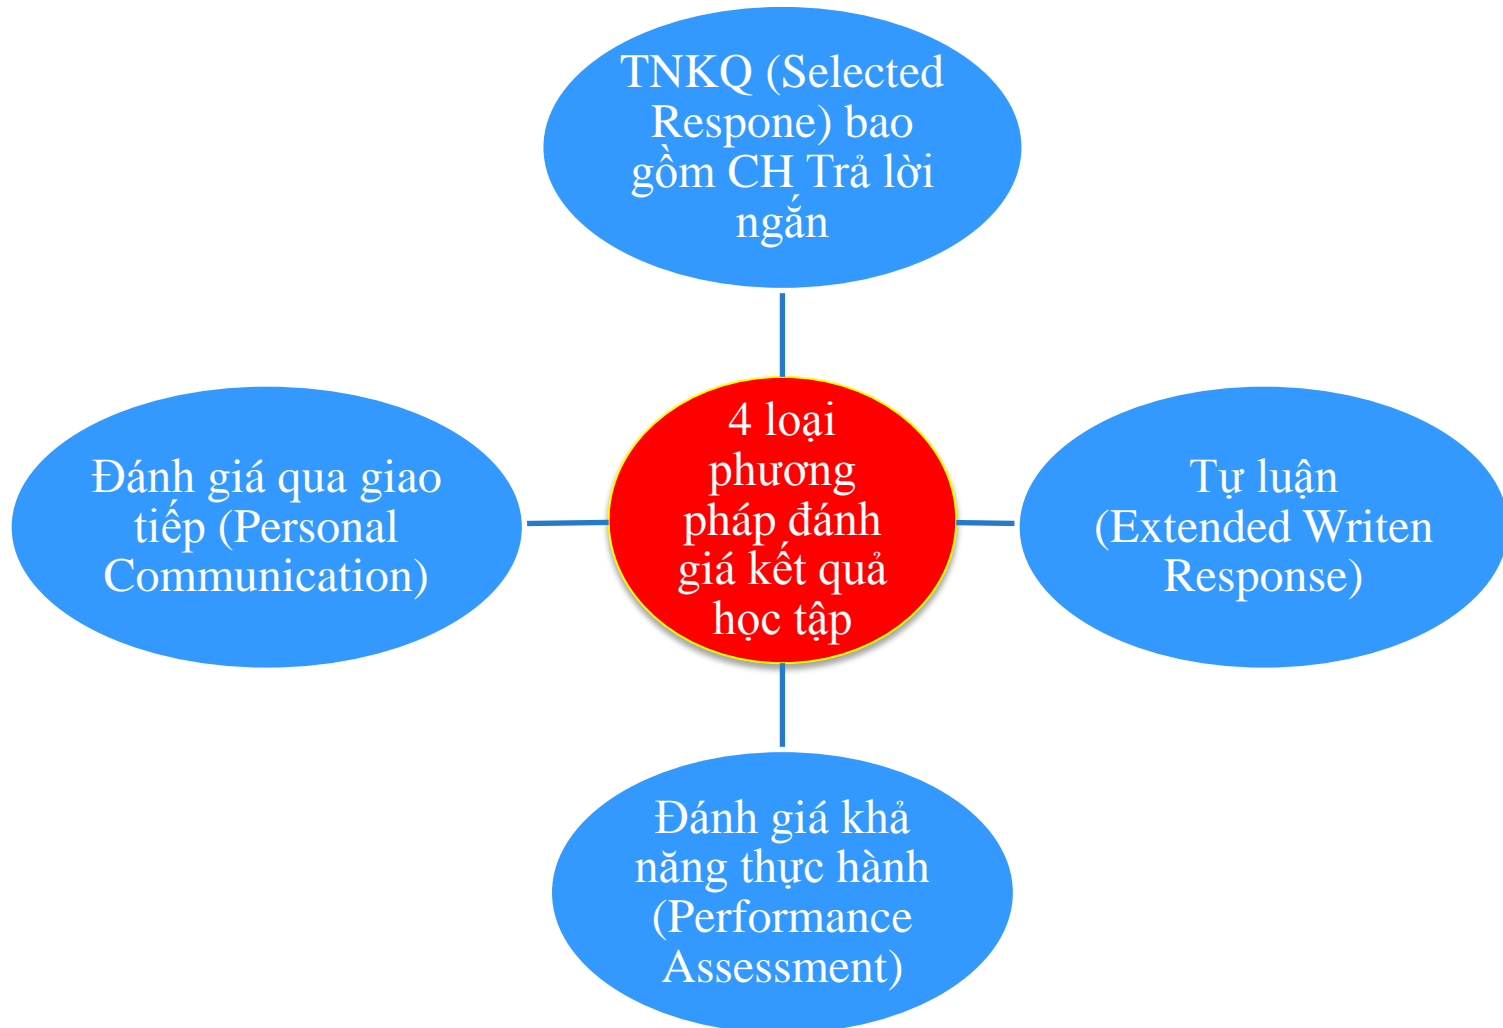 TNKQ (Selected
Respone) bao
gồm CH Trả lời
ngắn
Đánh giá qua giao
tiếp (Personal
Communication)
4 loại
phương
pháp đánh
giá kết quả
học tập
Tự luận
(Extended Writen
Response)
Đánh giá khả
năng thực hành
(Performance
Assessment)